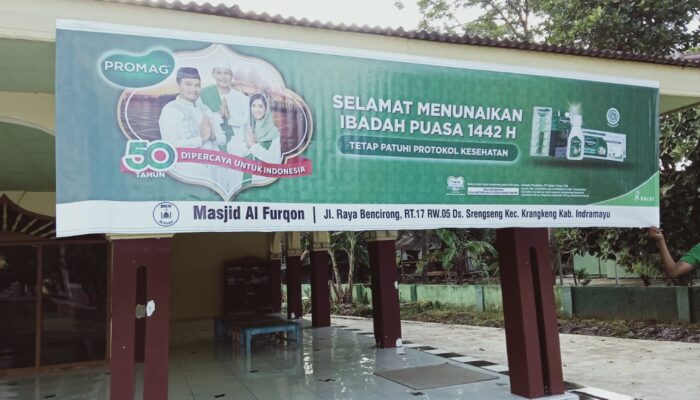 PROMAG
50
TAHUN
DIPERCAYA UNTUK INDONESIA
SELAMAT MENUNAIKAN
IBADAH PUASA 1442 H
TETAP PATUHI PROTOKOL KESEHATAN
KALBE
Masjid Al Furqon | Jl. Raya Bencirong, RT.17 RW.05 Ds. Srengseng Kec. Krangkeng Kab. Indramayu